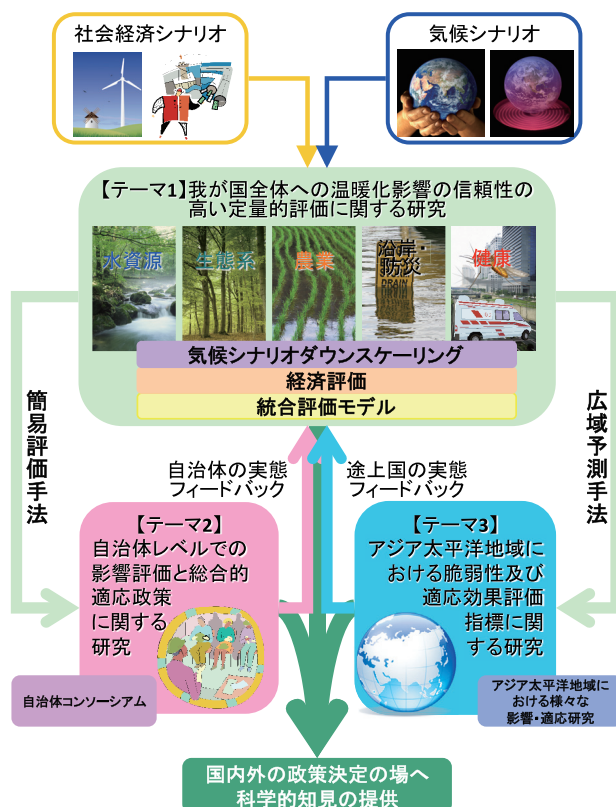 社会経済シナリオ
気候シナリオ
【テーマ1】我が国全体への温暖化影響の信頼性の
高い定量的評価に関する研究
水資源
生態系
農業
沿岸・
防災
健康
DRAIN
気候シナリオダウンスケーリング
経済評価
統合評価モデル
簡易評価手法
広域予測手法
自治体の実態
フィードバック
途上国の実態
フィードバック
【テーマ2】
自治体レベルでの
影響評価と総合的
適応政策
に関する
研究
自治体コンソーシアム
【テーマ3】
アジア太平洋地域に
おける脆弱性及び
適応効果評価
指標に関
する研究
アジア太平洋地域に
おける様々な
影響・適応研究
国内外の政策決定の場へ
科学的知見の提供